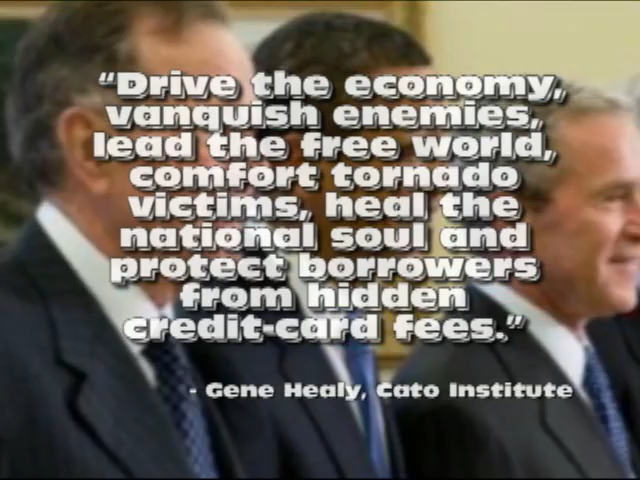 “Drive the economy,
vanquish enemies,
lead the free world,
comfort tornado
victims, heal the
national soul and
protect borrowers
from hidden
credit-card fees.”
- Gene Healy, Cato Institute